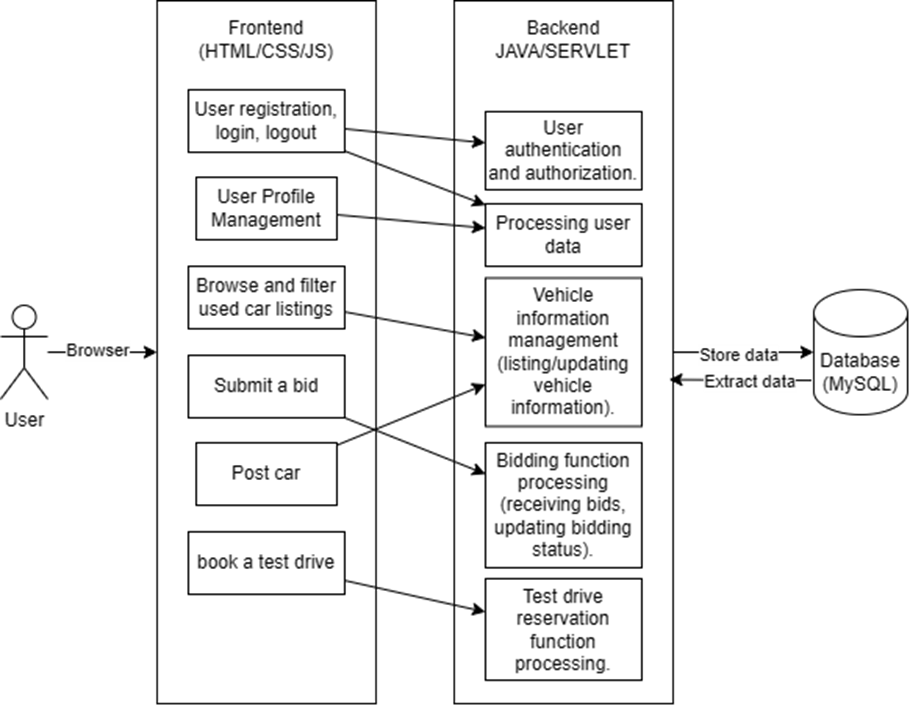 Frontend
(HTML/CSS/JS)
User registration,
login, logout
User Profile
Management
Browse and filter
used car listings
Submit a bid
Post car
book a test drive
Backend
JAVA/SERVLET
User
authentication
and authorization.
Processing user
data
Vehicle
information
management
(listing/updating
vehicle
information).
Bidding function
processing
(receiving bids,
updating bidding
status).
Test drive
reservation
function
processing.
User
Browser
Store data
Extract data
Database
(MySQL)